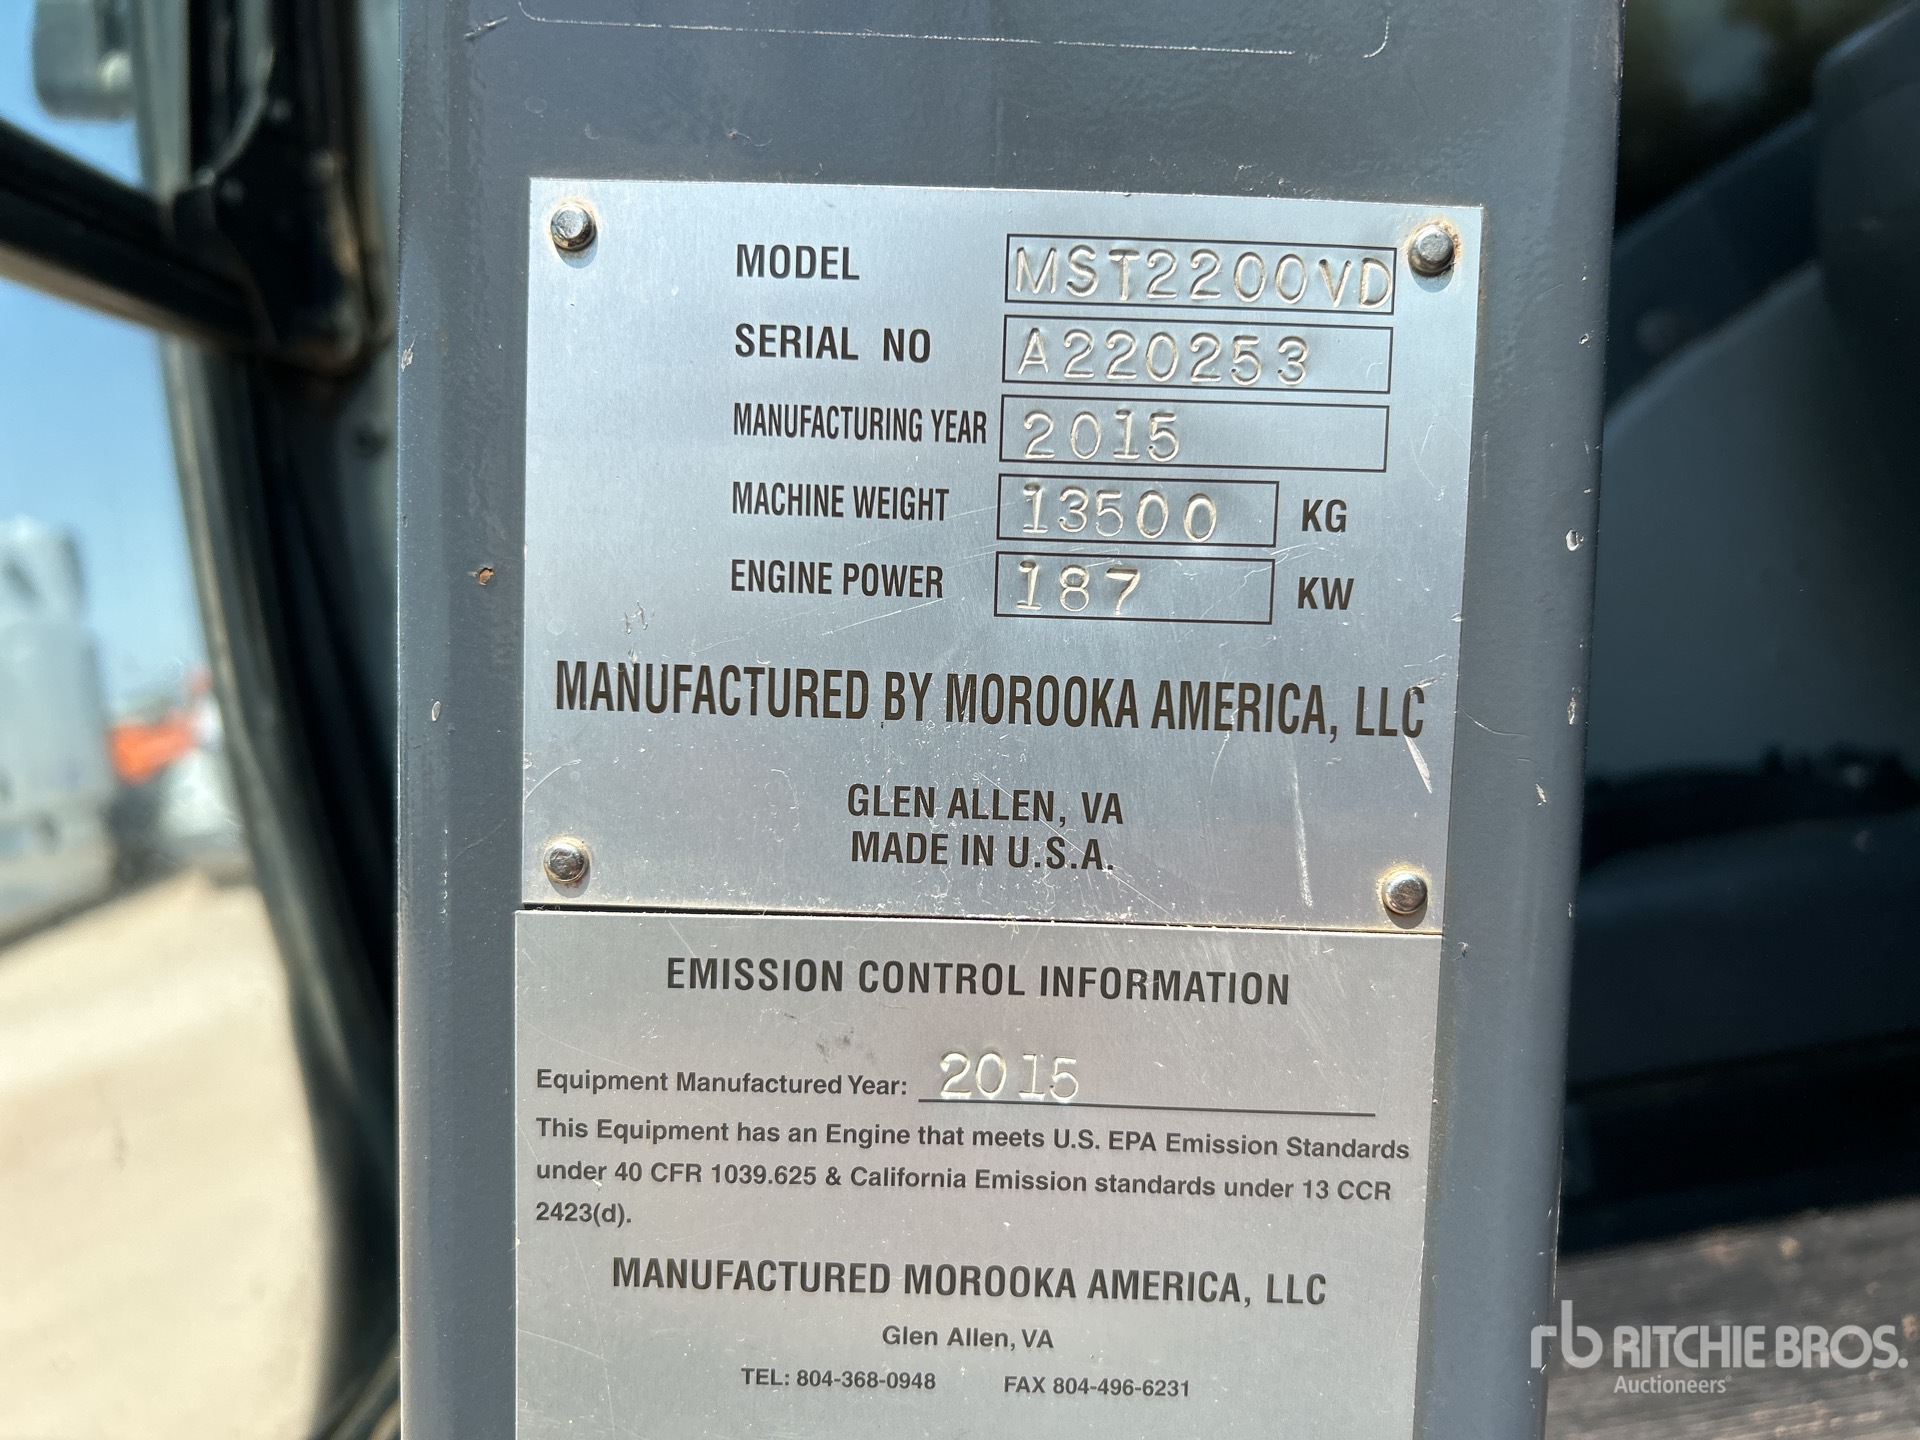 MODEL MST2200VD
SERIAL NO A220253
MANUFACTURING YEAR 2015
MACHINE WEIGHT 13500 KG
ENGINE POWER 187 KW
MANUFACTURED BY MOROOKA AMERICA, LLC
GLEN ALLEN, VA
MADE IN U.S.A.
EMISSION CONTROL INFORMATION
Equipment Manufactured Year: 2015
This Equipment has an Engine that meets U.S. EPA Emission Standards
under 40 CFR 1039.625 & California Emission standards under 13 CCR
2423(d).
MANUFACTURED MOROOKA AMERICA, LLC
Glen Allen, VA
TEL: 804-368-0948 FAX 804-496-6231
rb RITCHIE BROS.
Auctioneers